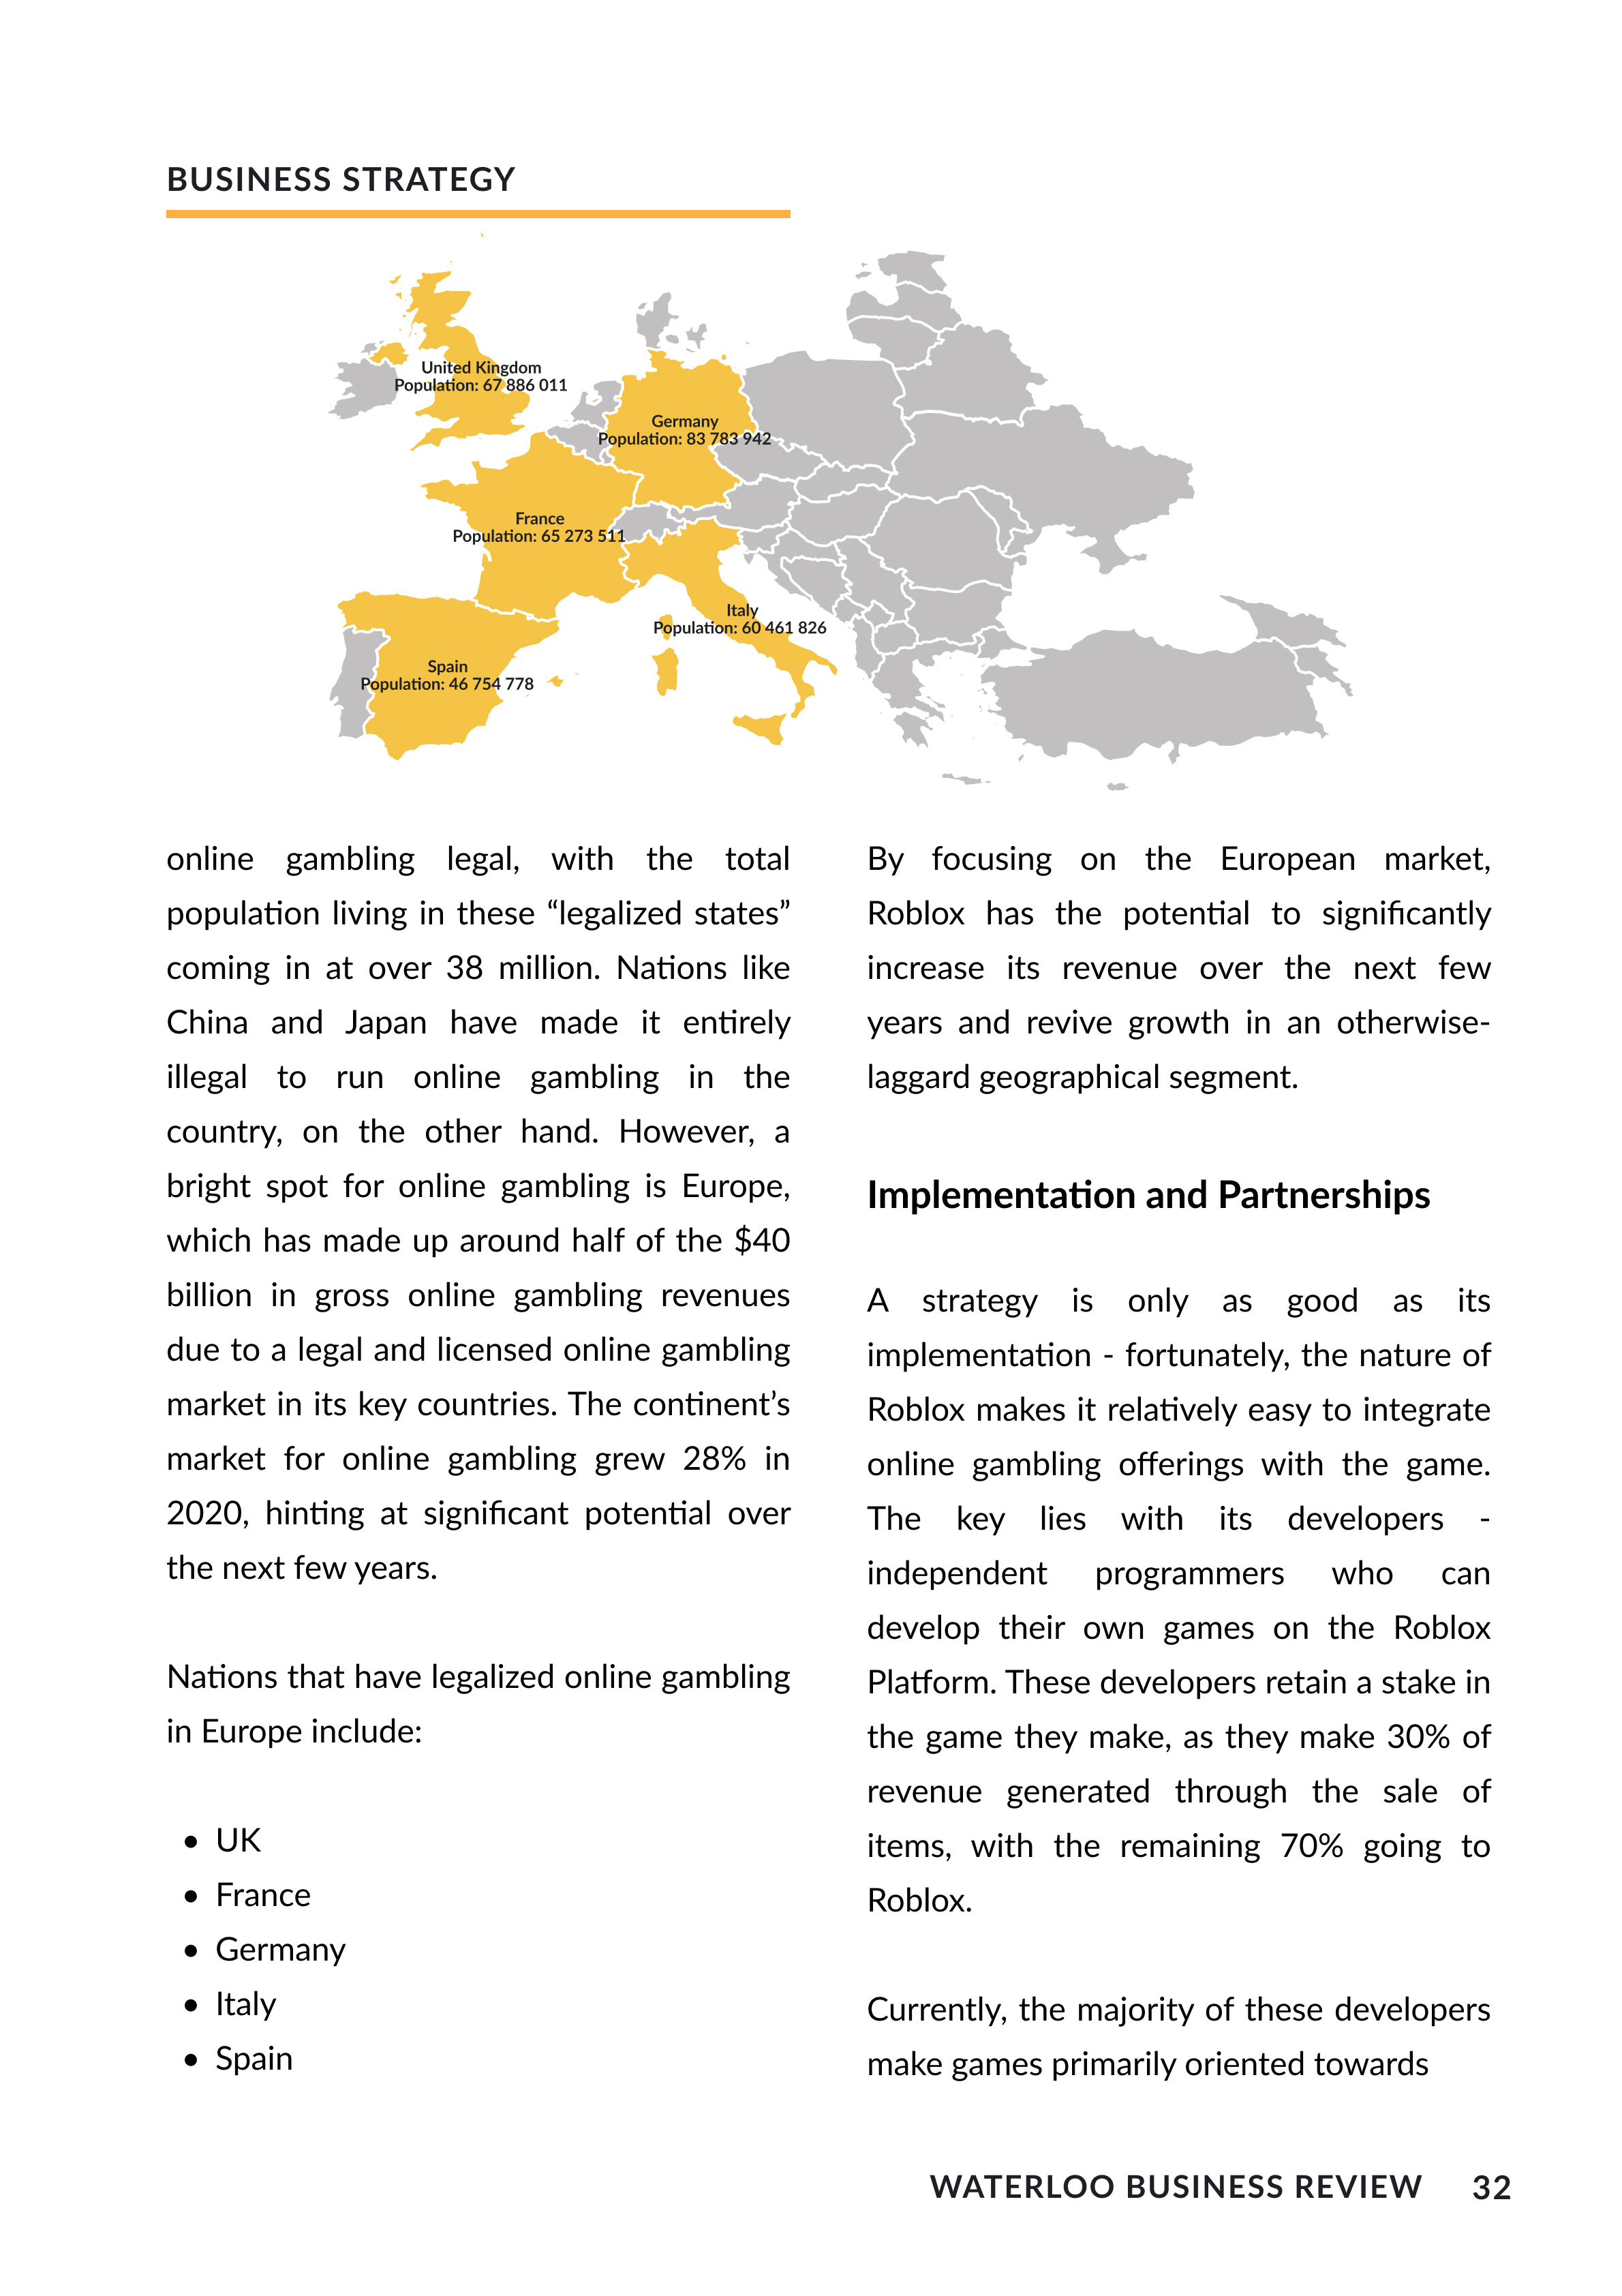 BUSINESS STRATEGY
United Kingdom
Population: 67 886 011
Germany
Population: 83 783 942
France
Population: 65 273 511
Italy
Population: 60 461 826
Spain
Population: 46 754 778
online gambling legal, with the total
population living in these “legalized states”
coming in at over 38 million. Nations like
China and Japan have made it entirely
illegal to run online gambling in the
country, on the other hand. However, a
bright spot for online gambling is Europe,
which has made up around half of the $40
billion in gross online gambling revenues
due to a legal and licensed online gambling
market in its key countries. The continent’s
market for online gambling grew 28% in
2020, hinting at significant potential over
the next few years.
Nations that have legalized online gambling
in Europe include:
• UK
• France
• Germany
• Italy
• Spain
By focusing on the European market,
Roblox has the potential to significantly
increase its revenue over the next few
years and revive growth in an otherwise-
laggard geographical segment.
Implementation and Partnerships
A strategy is only as good as its
implementation - fortunately, the nature of
Roblox makes it relatively easy to integrate
online gambling offerings with the game.
The key lies with its developers -
independent programmers who can
develop their own games on the Roblox
Platform. These developers retain a stake in
the game they make, as they make 30% of
revenue generated through the sale of
items, with the remaining 70% going to
Roblox.
Currently, the majority of these developers
make games primarily oriented towards
WATERLOO BUSINESS REVIEW 32